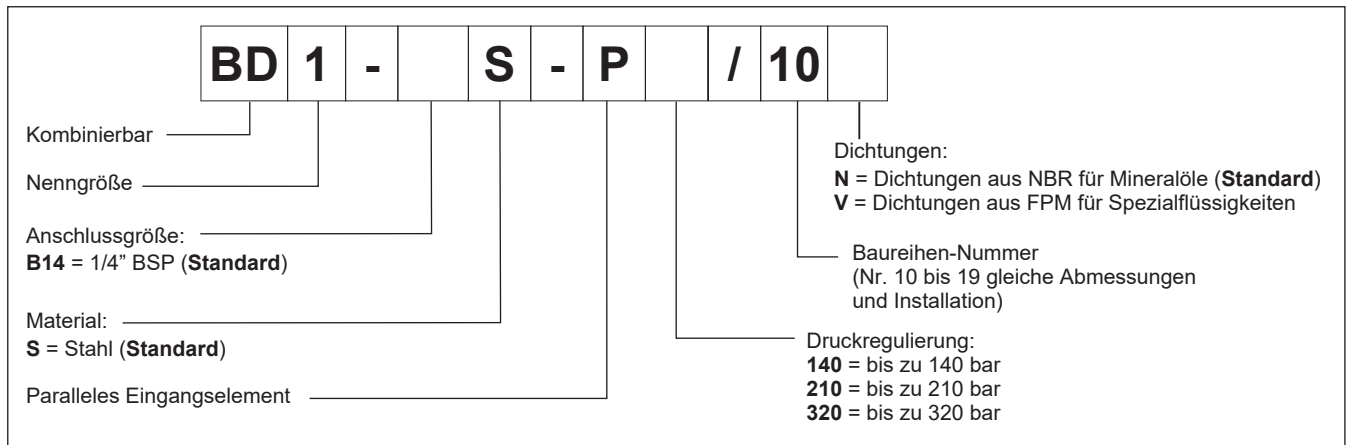 BD 1 - S - P / 10
Kombinierbar
Nenngröße
Anschlussgröße:
B14 = 1/4” BSP (Standard)
Material:
S = Stahl (Standard)
Paralleles Eingangselement
Dichtungen:
N = Dichtungen aus NBR für Mineralöle (Standard)
V = Dichtungen aus FPM für Spezialflüssigkeiten
Baureihen-Nummer
(Nr. 10 bis 19 gleiche Abmessungen
und Installation)
Druckregulierung:
140 = bis zu 140 bar
210 = bis zu 210 bar
320 = bis zu 320 bar